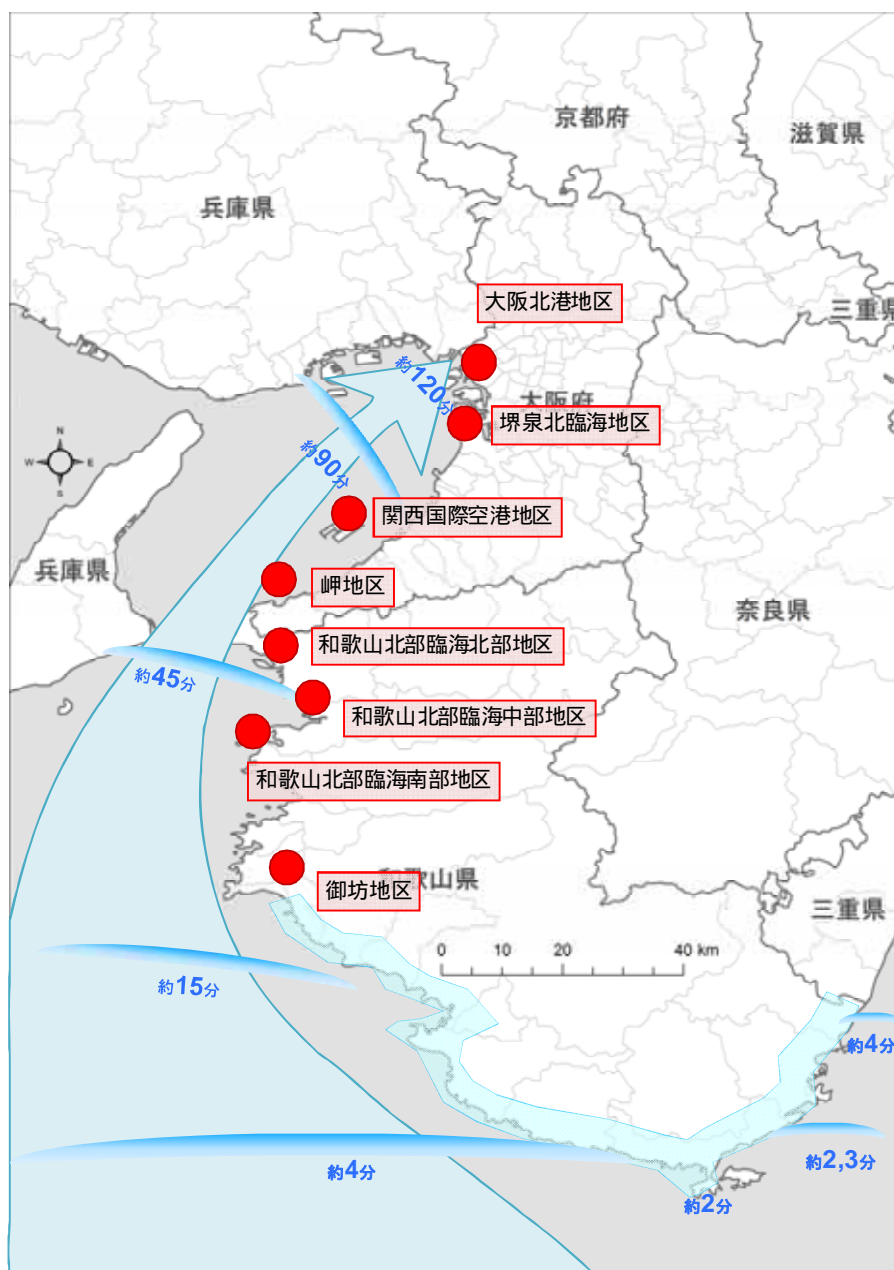 京都府
滋賀県
兵庫県
大阪北港地区
三重県
約120分
大阪府
堺泉北臨海地区
N
W
E
S
約90分
関西国際空港地区
兵庫県
岬地区
奈良県
和歌山北部臨海北部地区
約45分
和歌山北部臨海中部地区
和歌山北部臨海南部地区
和歌山県
御坊地区
三重県
0 10 20 40 km
約15分
約4分
約4分
約2,3分
約2分